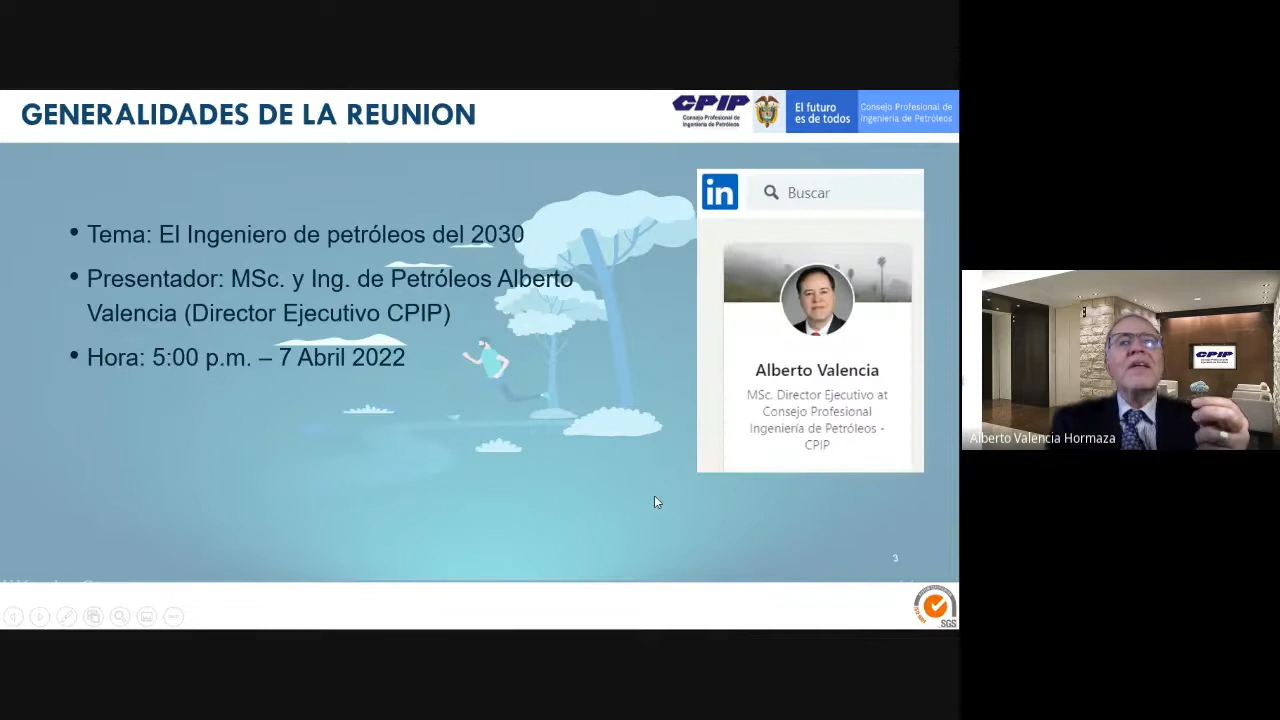 GENERALIDADES DE LA REUNION
CPIP
Consejo Profesional de
Ingeniería de Petróleos
El futuro
es de todos
Consejo Profesional de
Ingeniería de Petróleos
• Tema: El Ingeniero de petróleos del 2030
• Presentador: MSc. y Ing. de Petróleos Alberto
Valencia (Director Ejecutivo CPIP)
• Hora: 5:00 p.m. – 7 Abril 2022
in
Buscar
Alberto Valencia
MSc. Director Ejecutivo at
Consejo Profesional
Ingeniería de Petróleos -
CPIP
3
SGS
CPIP
Alberto Valencia Hormaza